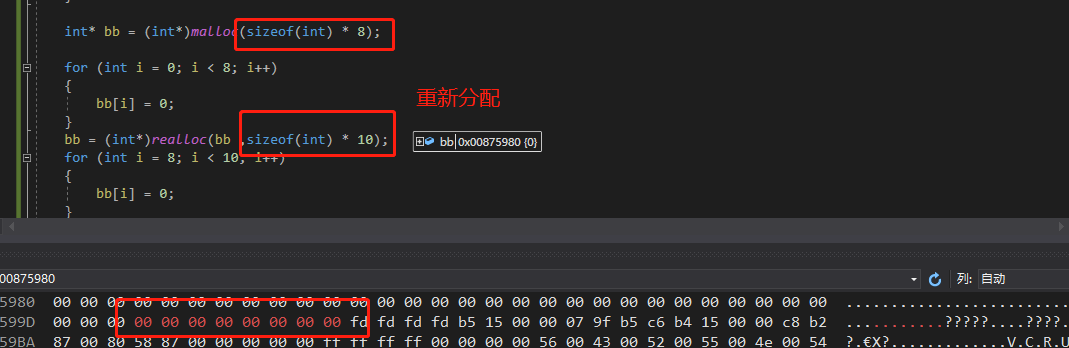 int* bb = (int*)malloc(sizeof(int) * 8);
for (int i = 0; i < 8; i++)
{
bb[i] = 0;
}
重新分配
bb = (int*)realloc(bb ,sizeof(int) * 10);
bb 0x00875980 {0}
for (int i = 8; i < 10, i++)
{
bb[i] = 0;
}
00875980
列: 自动
5980 00 00 00 00 00 00 00 00 00 00 00 00 00 00 00 00 00 00 00 00 00 00 00 00 00 00 00 00 00 .............................
599D 00 00 00 00 00 00 00 00 00 00 00 fd fd fd fd b5 15 00 00 07 9f b5 c6 b4 15 00 00 c8 b2 ...........?????....????.
59BA 87 00 80 58 87 00 00 00 00 00 ff ff ff ff 00 00 00 00 56 00 43 00 52 00 55 00 4e 00 54 ?.€X?.............V.C.R.U